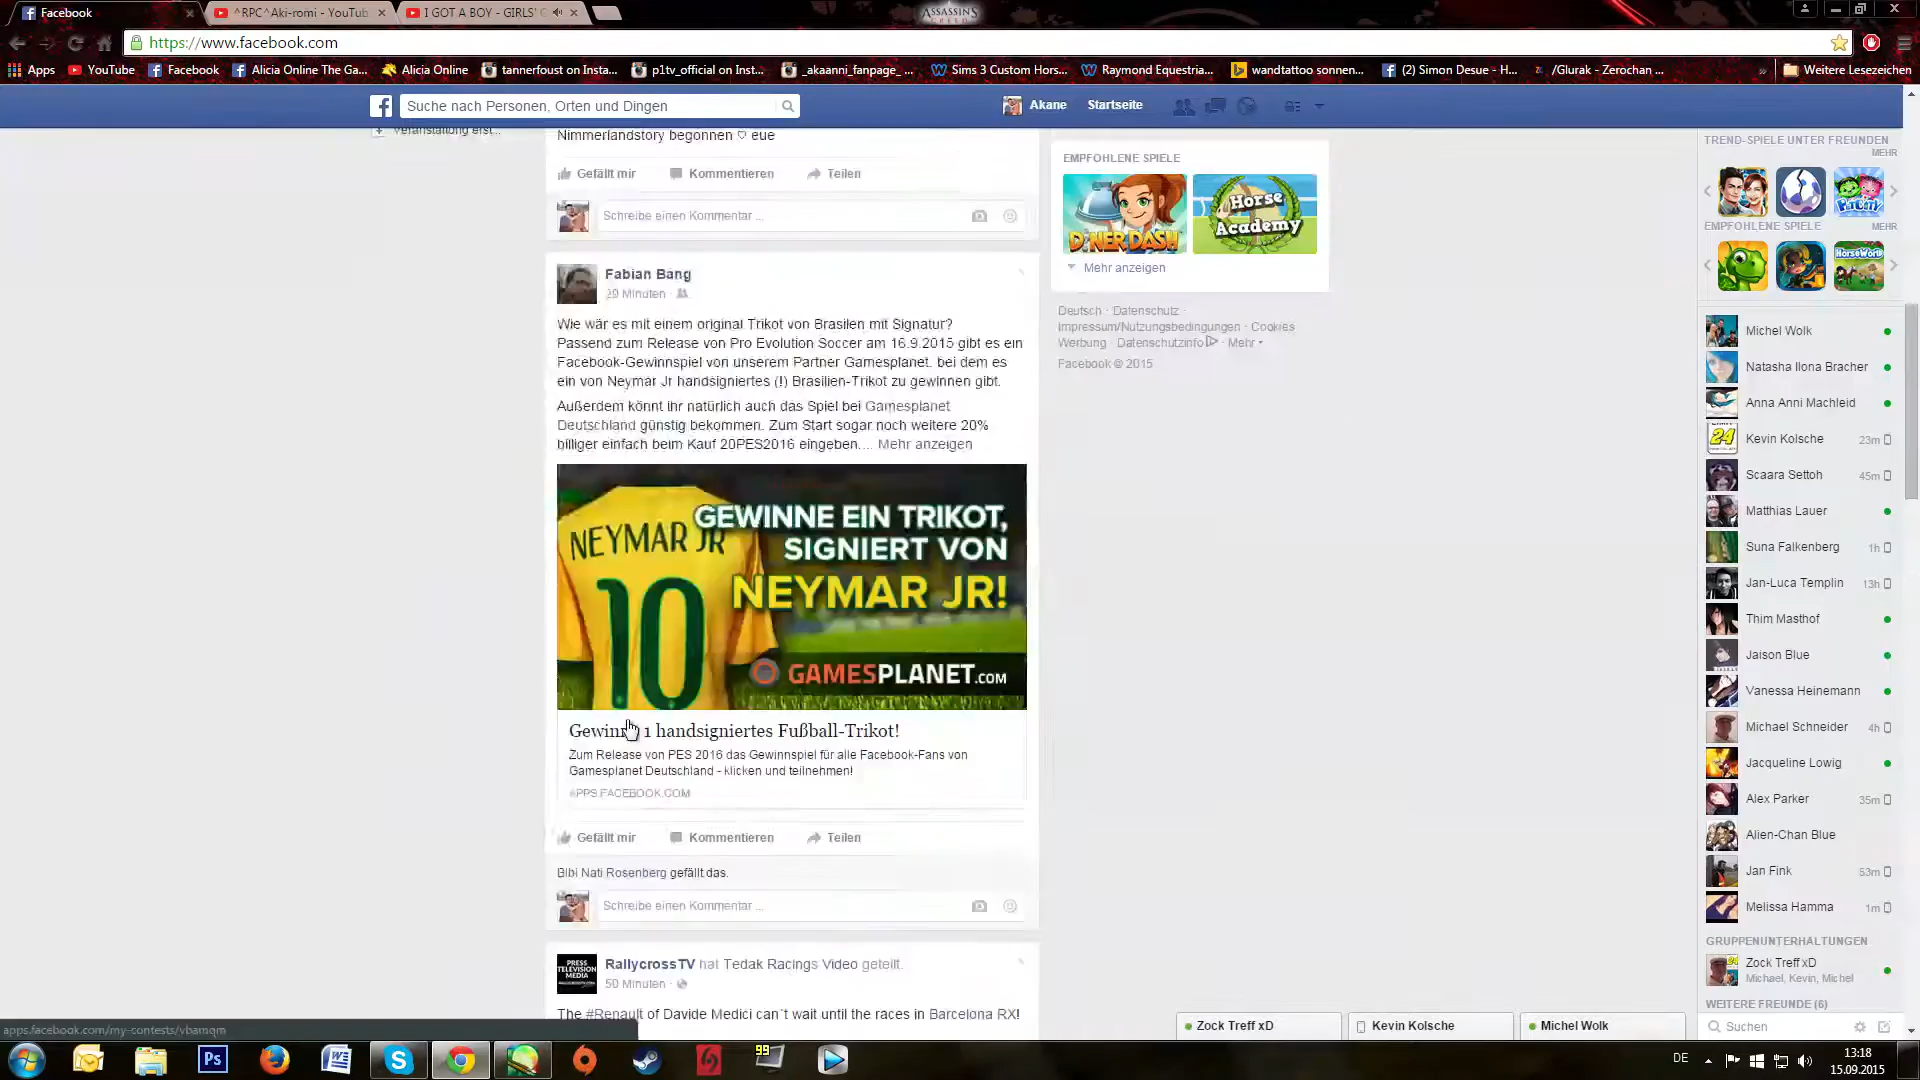 Facebook
^RPC^Aki-romi - YouTub
I GOT A BOY - GIRLS'
ASSASSIN'S
https://www.facebook.com
Apps
YouTube
Facebook
Alicia Online The Ga...
Alicia Online
tannerfoust on Insta...
p1tv_official on Inst...
_akaanni_fanpage_ ...
Sims 3 Custom Hors...
Raymond Equestria...
wandtattoo sonnen...
(2) Simon Desue - H...
/Glurak - Zerochan ...
»
Weitere Lesezeichen
Suche nach Personen, Orten und Dingen
Akane
Startseite
Veranstaltung erst...
Nimmerlandstory begonnen ♡ eue
Gefällt mir
Kommentieren
Teilen
Schreibe einen Kommentar ...
Fabian Bang
29 Minuten ·
Wie wär es mit einem original Trikot von Brasilen mit Signatur?
Passend zum Release von Pro Evolution Soccer am 16.9.2015 gibt es ein
Facebook-Gewinnspiel von unserem Partner Gamesplanet. bei dem es
ein von Neymar Jr handsigniertes (!) Brasilien-Trikot zu gewinnen gibt.
Außerdem könnt ihr natürlich auch das Spiel bei Gamesplanet
Deutschland günstig bekommen. Zum Start sogar noch weitere 20%
billiger einfach beim Kauf 20PES2016 eingeben.... Mehr anzeigen
NEYMAR JR
10
GEWINNE EIN TRIKOT,
SIGNIERT VON
NEYMAR JR!
GAMESPLANET.COM
Gewinne 1 handsigniertes Fußball-Trikot!
Zum Release von PES 2016 das Gewinnspiel für alle Facebook-Fans von
Gamesplanet Deutschland - klicken und teilnehmen!
APPS.FACEBOOK.COM
Gefällt mir
Kommentieren
Teilen
Bibi Nati Rosenberg gefällt das.
Schreibe einen Kommentar ...
PRESS
TELEVISION
MEDIA
RallycrossTV hat Tedak Racings Video geteilt.
50 Minuten ·
The #Renault of Davide Medici can´t wait until the races in Barcelona RX!
EMPFOHLENE SPIELE
DINER DASH
Horse
Academy
Mehr anzeigen
Deutsch · Datenschutz ·
Impressum/Nutzungsbedingungen · Cookies
Werbung · Datenschutzinfo · Mehr
Facebook © 2015
TREND-SPIELE UNTER FREUNDEN
MEHR
EMPFOHLENE SPIELE
MEHR
HorseWorld
Michel Wolk
Natasha Ilona Bracher
Anna Anni Machleid
24
Kevin Kolsche
23m
Scaara Settoh
45m
Matthias Lauer
Suna Falkenberg
1h
Jan-Luca Templin
13h
Thim Masthof
Jaison Blue
Vanessa Heinemann
Michael Schneider
4h
Jacqueline Lowig
Alex Parker
35m
Alien-Chan Blue
Jan Fink
53m
Melissa Hamma
1m
GRUPPENUNTERHALTUNGEN
Zock Treff xD
Michael, Kevin, Michel
WEITERE FREUNDE (6)
Suchen
Zock Treff xD
Kevin Kolsche
Michel Wolk
apps.facebook.com/my-contests/vbamqm
Ps
99
DE
13:18
15.09.2015